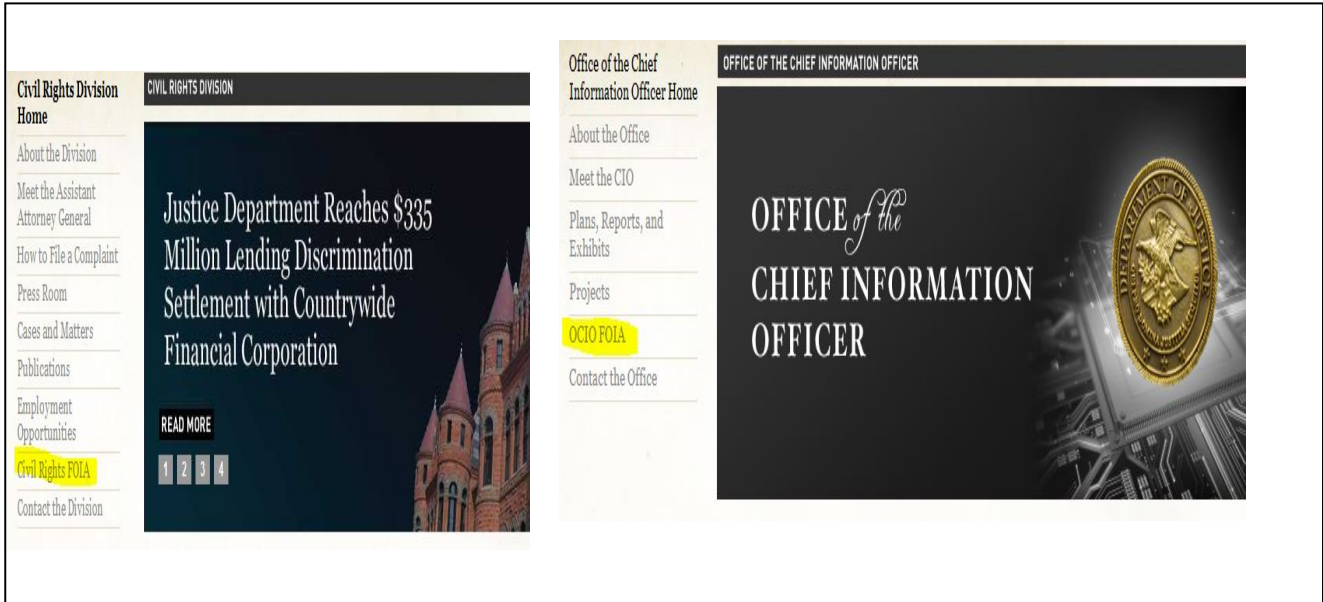 Civil Rights Division
Home
About the Division
Meet the Assistant
Attorney General
How to File a Complaint
Press Room
Cases and Matters
Publications
Employment
Opportunities
Civil Rights FOIA
Contact the Division
CIVIL RIGHTS DIVISION
Justice Department Reaches $335
Million Lending Discrimination
Settlement with Countrywide
Financial Corporation
READ MORE
1 2 3 4
Office of the Chief
Information Officer Home
About the Office
Meet the CIO
Plans, Reports, and
Exhibits
Projects
OCIO FOIA
Contact the Office
OFFICE OF THE CHIEF INFORMATION OFFICER
OFFICE of the
CHIEF INFORMATION
OFFICER
DEPARTMENT OF JUSTICE